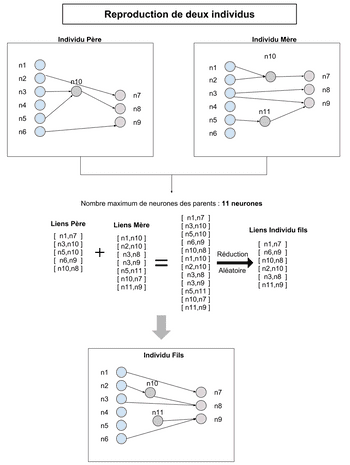 Reproduction de deux individus
Individu Père
Individu Mère
n1
n2
n3
n4
n5
n6
n10
n7
n8
n9
n10
n1
n2
n3
n4
n5
n6
n11
n7
n8
n9
Nombre maximum de neurones des parents : 11 neurones
Liens Père
[ n1,n7 ]
[ n3,n10 ]
[ n5,n10 ]
[ n6,n9 ]
[ n10,n8 ]
+
Liens Mère
[ n1,n10 ]
[ n2,n10 ]
[ n3,n8 ]
[ n3,n9 ]
[ n5,n11 ]
[ n10,n7 ]
[ n11,n9 ]
=
[ n1,n7 ]
[ n3,n10 ]
[ n5,n10 ]
[ n6,n9 ]
[ n10,n8 ]
[ n1,n10 ]
[ n2,n10 ]
[ n3,n8 ]
[ n3,n9 ]
[ n5,n11 ]
[ n10,n7 ]
[ n11,n9 ]
Réduction
Aléatoire
Liens Individu fils
[ n1,n7 ]
[ n6,n9 ]
[ n10,n8 ]
[ n2,n10 ]
[ n3,n8 ]
[ n11,n9 ]
Individu Fils
n1
n2
n3
n4
n5
n6
n10
n11
n7
n8
n9